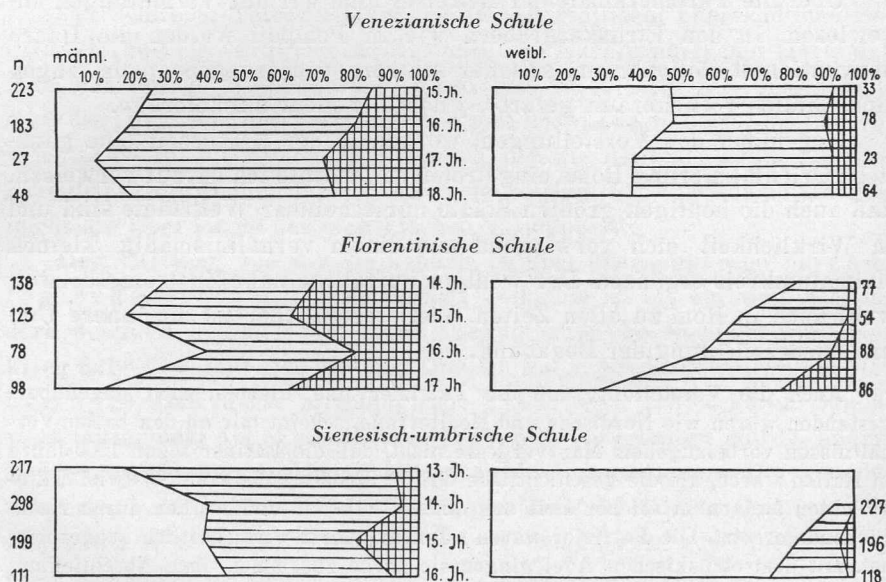 Venezianische Schule
n männl. weibl.
10% 20% 30% 40% 50% 60% 70% 80% 90% 100% 10% 20% 30% 40% 50% 60% 70% 80% 90% 100%
223 15. Jh. 33
183 16. Jh. 78
27 17. Jh. 23
48 18. Jh. 64
Florentinische Schule
138 14. Jh. 77
123 15. Jh. 54
78 16. Jh. 88
98 17 Jh. 86
Sienesisch-umbrische Schule
217 13. Jh.
298 14. Jh. 227
199 15. Jh. 196
111 16. Jh.